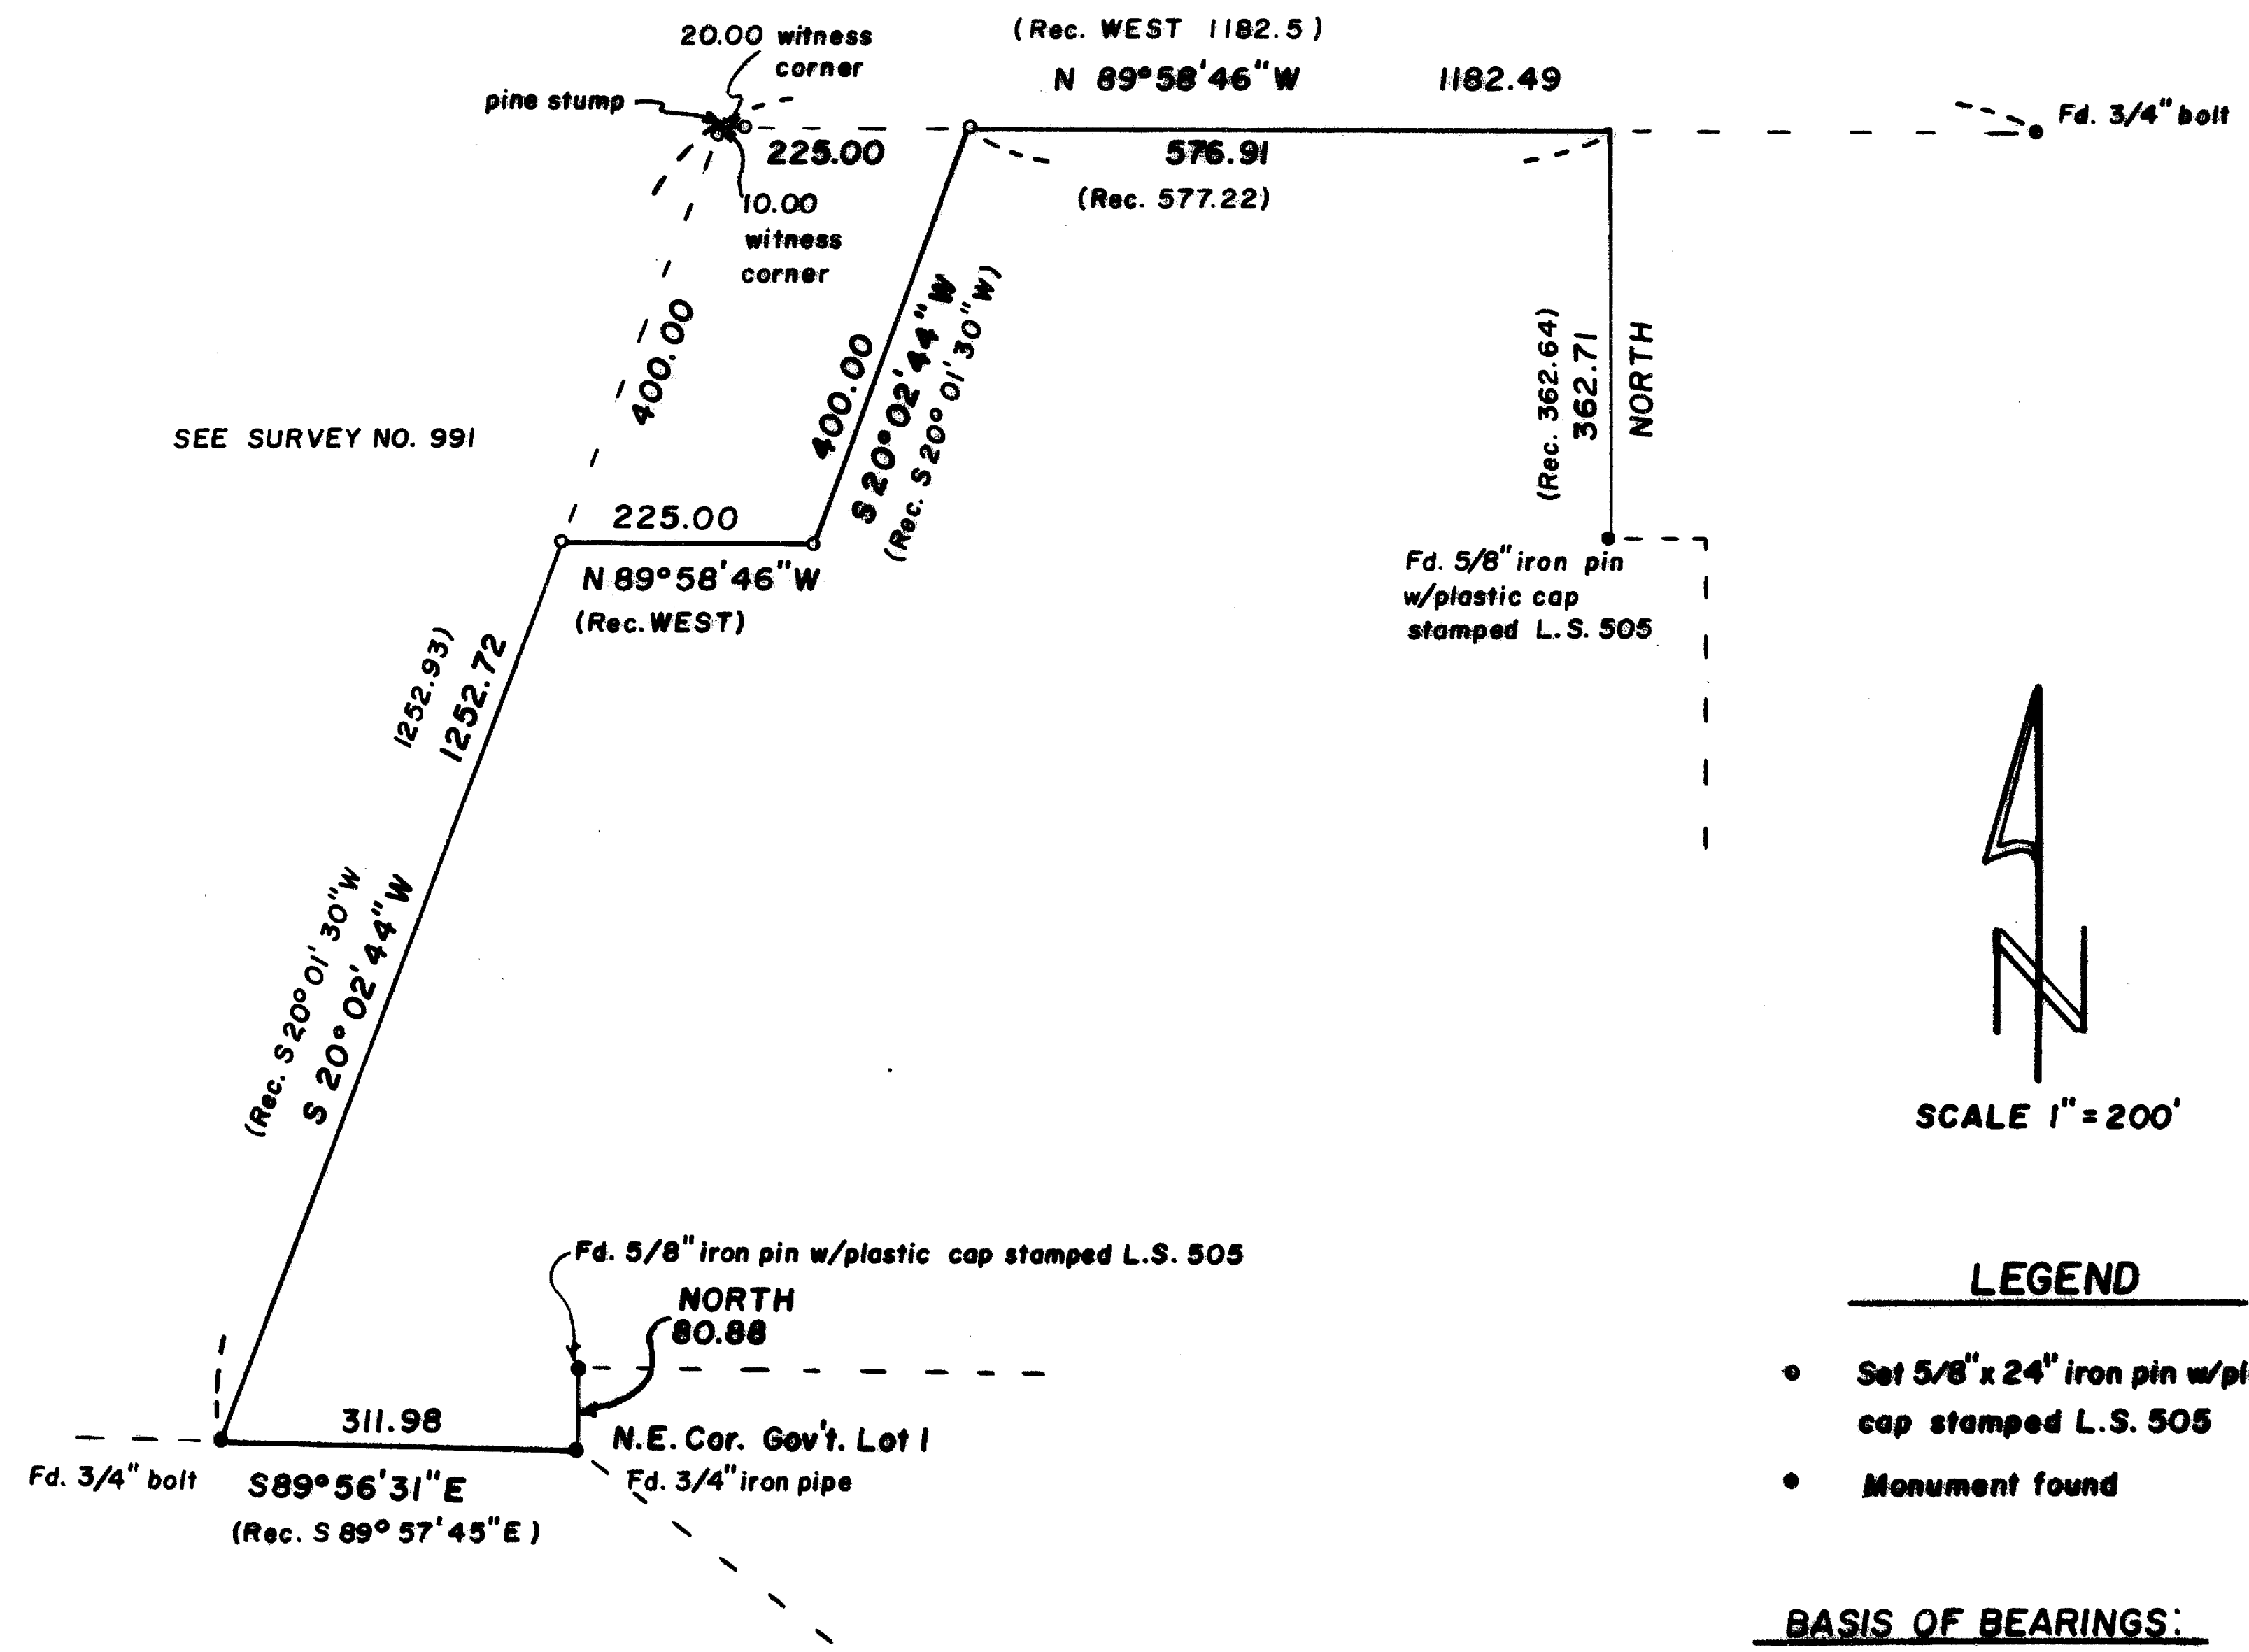 20.00 witness
corner
(Rec. WEST 1182.5)
N 89°58'46"W 1182.49
pine stump
Fd. 3/4" bolt
225.00
576.91
(Rec. 577.22)
10.00
witness
corner
400.00
400.00
S 20°02'44"W
(Rec. S 20° 01' 30"W)
(Rec. 362.64)
362.71
NORTH
SEE SURVEY NO. 991
225.00
N 89°58'46"W
(Rec. WEST)
Fd. 5/8" iron pin
w/plastic cap
stamped L.S. 505
1252.93)
1252.72
(Rec. S 20° 01' 30"W
S 20° 02' 44"W
SCALE 1" = 200'
Fd. 5/8" iron pin w/plastic cap stamped L.S. 505
NORTH
80.88
311.98
N.E. Cor. Gov't. Lot 1
Fd. 3/4" bolt
S89°56'31"E
Fd. 3/4" iron pipe
(Rec. S 89° 57' 45"E)
N
LEGEND
Set 5/8" x 24" iron pin w/pl
cap stamped L.S. 505
Monument found
BASIS OF BEARINGS: